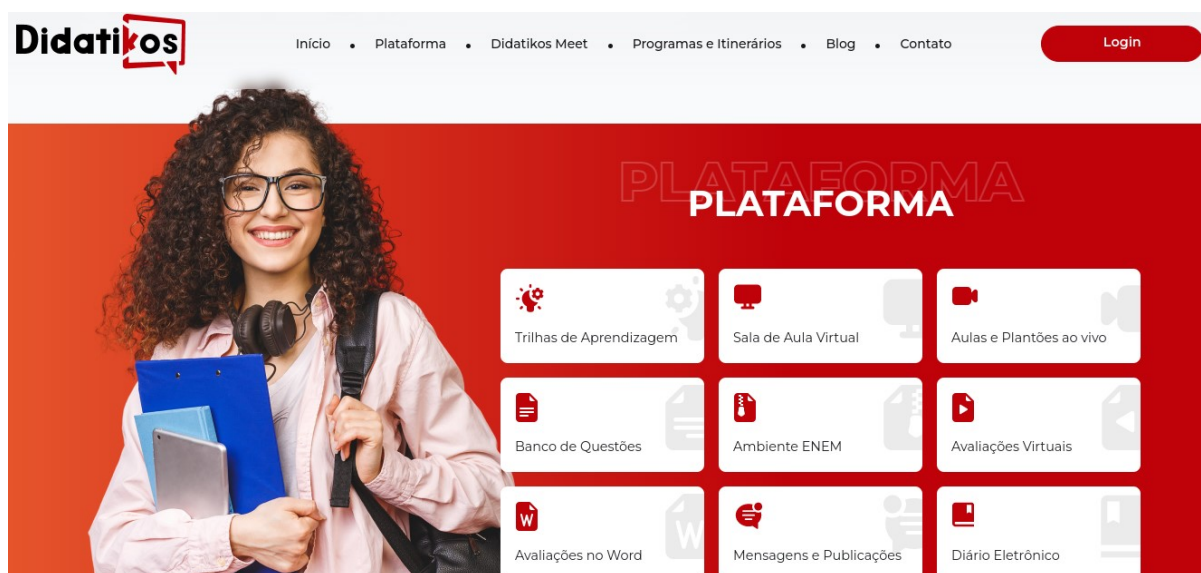 Didatikos
Início • Plataforma • Didatikos Meet • Programas e Itinerários • Blog • Contato
Login
PLATAFORMA
PLATAFORMA
Trilhas de Aprendizagem
Sala de Aula Virtual
Aulas e Plantões ao vivo
Banco de Questões
Ambiente ENEM
Avaliações Virtuais
W
W
Avaliações no Word
Mensagens e Publicações
Diário Eletrônico